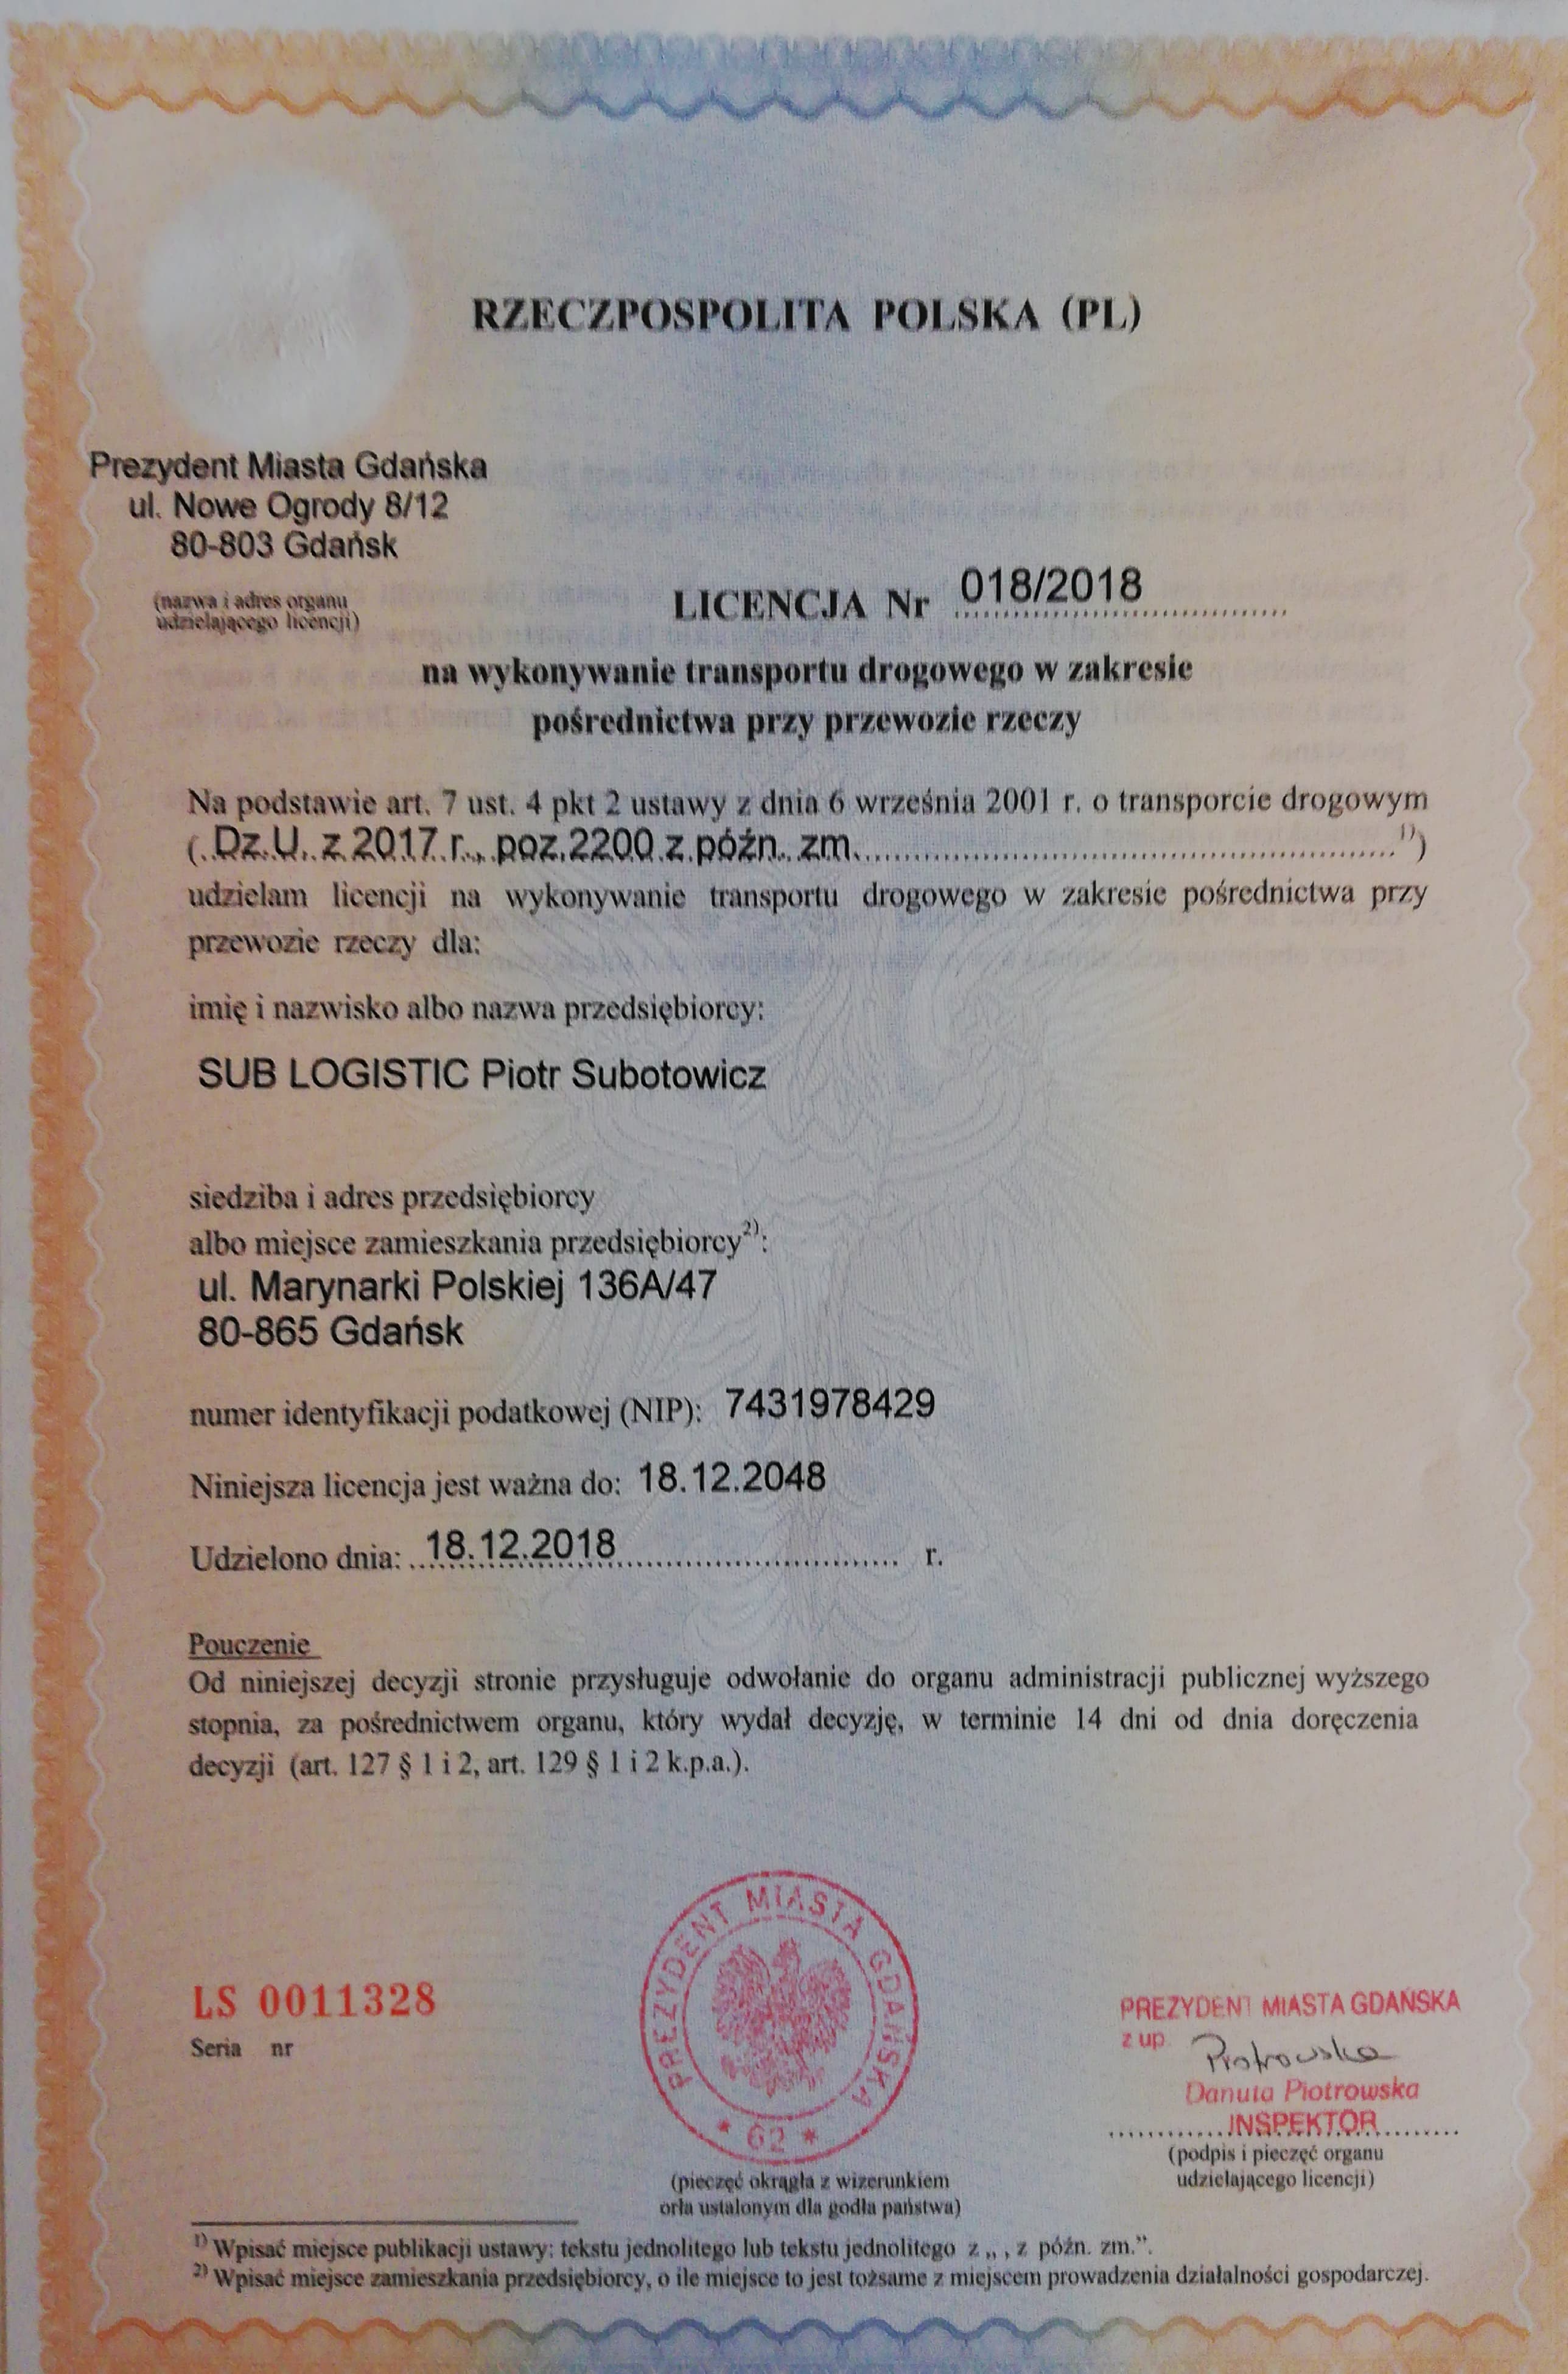 RZECZPOSPOLITA POLSKA (PL)
Prezydent Miasta Gdańska
ul. Nowe Ogrody 8/12
80-803 Gdańsk
(nazwa i adres organu
udzielającego licencji)
LICENCJA Nr 018/2018
na wykonywanie transportu drogowego w zakresie
pośrednictwa przy przewozie rzeczy
Na podstawie art. 7 ust. 4 pkt 2 ustawy z dnia 6 września 2001 r. o transporcie drogowym
(Dz.U. z 2017 r., poz.2200 z późn. zm. 1))
udzielam licencji na wykonywanie transportu drogowego w zakresie pośrednictwa przy
przewozie rzeczy dla:
imię i nazwisko albo nazwa przedsiębiorcy:
SUB LOGISTIC Piotr Subotowicz
siedziba i adres przedsiębiorcy
albo miejsce zamieszkania przedsiębiorcy2):
ul. Marynarki Polskiej 136A/47
80-865 Gdańsk
numer identyfikacji podatkowej (NIP): 7431978429
Niniejsza licencja jest ważna do: 18.12.2048
Udzielono dnia: 18.12.2018 r.
Pouczenie
Od niniejszej decyzji stronie przysługuje odwołanie do organu administracji publicznej wyższego
stopnia, za pośrednictwem organu, który wydał decyzję, w terminie 14 dni od dnia doręczenia
decyzji (art. 127 § 1 i 2, art. 129 § 1 i 2 k.p.a.).
LS 0011328
Seria nr
PREZYDENT MIASTA GDAŃSKA
* 62 *
(pieczęć okrągła z wizerunkiem
orła ustalonym dla godła państwa)
PREZYDENT MIASTA GDAŃSKA
z up.
Piotrowska
Danuta Piotrowska
INSPEKTOR
(podpis i pieczęć organu
udzielającego licencji)
1) Wpisać miejsce publikacji ustawy: tekstu jednolitego lub tekstu jednolitego z „ , z późn. zm.”.
2) Wpisać miejsce zamieszkania przedsiębiorcy, o ile miejsce to jest tożsame z miejscem prowadzenia działalności gospodarczej.